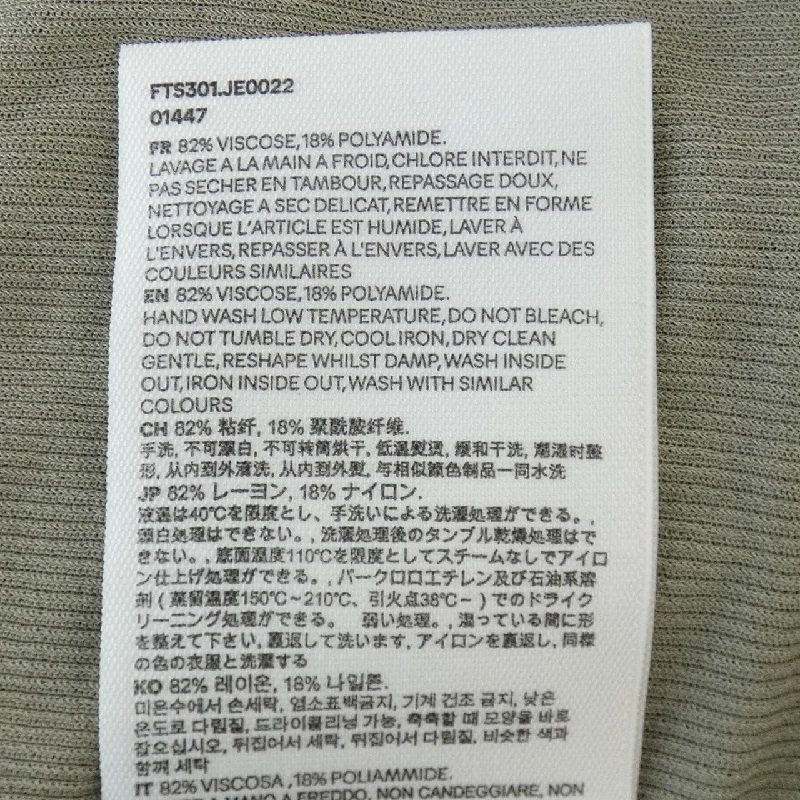 FTS301.JE0022
01447
FR 82% VISCOSE,18% POLYAMIDE.
LAVAGE A LA MAIN A FROID,CHLORE INTERDIT,NE
PAS SECHER EN TAMBOUR,REPASSAGE DOUX,
NETTOYAGE A SEC DELICAT,REMETTRE EN FORME
LORSQUE L'ARTICLE EST HUMIDE,LAVER À
L'ENVERS,REPASSER À L'ENVERS,LAVER AVEC DES
COULEURS SIMILAIRES
EN 82% VISCOSE,18% POLYAMIDE.
HAND WASH LOW TEMPERATURE,DO NOT BLEACH,
DO NOT TUMBLE DRY,COOL IRON,DRY CLEAN
GENTLE,RESHAPE WHILST DAMP,WASH INSIDE
OUT,IRON INSIDE OUT,WASH WITH SIMILAR
COLOURS
CH 82% 粘纤, 18% 聚酰胺纤维.
手洗, 不可漂白, 不可转筒烘干, 低温熨烫, 缓和干洗, 潮湿时整
形, 从内到外清洗, 从内到外熨, 与相似颜色制品一同水洗
JP 82% レーヨン, 18% ナイロン.
液温は40℃を限度とし、手洗いによる洗濯処理ができる。,
漂白処理はできない。, 洗濯処理後のタンブル乾燥処理はで
きない。, 底面温度110℃を限度としてスチームなしでアイロ
ン仕上げ処理ができる。, パークロロエチレン及び石油系溶
剤 ( 蒸留温度150℃~210℃、引火点38℃~ ) でのドライク
リーニング処理ができる。 弱い処理。, 湿っている間に形
を整えて下さい, 裏返して洗います, アイロンを裏返し, 同様
の色の衣服と洗濯する
KO 82% 레이온, 18% 나일론.
미온수에서 손세탁, 염소표백금지, 기계 건조 금지, 낮은
온도로 다림질, 드라이클리닝 가능, 축축할 때 모양을 바로
잡으십시오, 뒤집어서 세탁, 뒤집어서 다림질, 비슷한 색과
함께 세탁
IT 82% VISCOSA ,18% POLIAMMIDE.
A MANO A FREDDO, NON CANDEGGIARE, NON